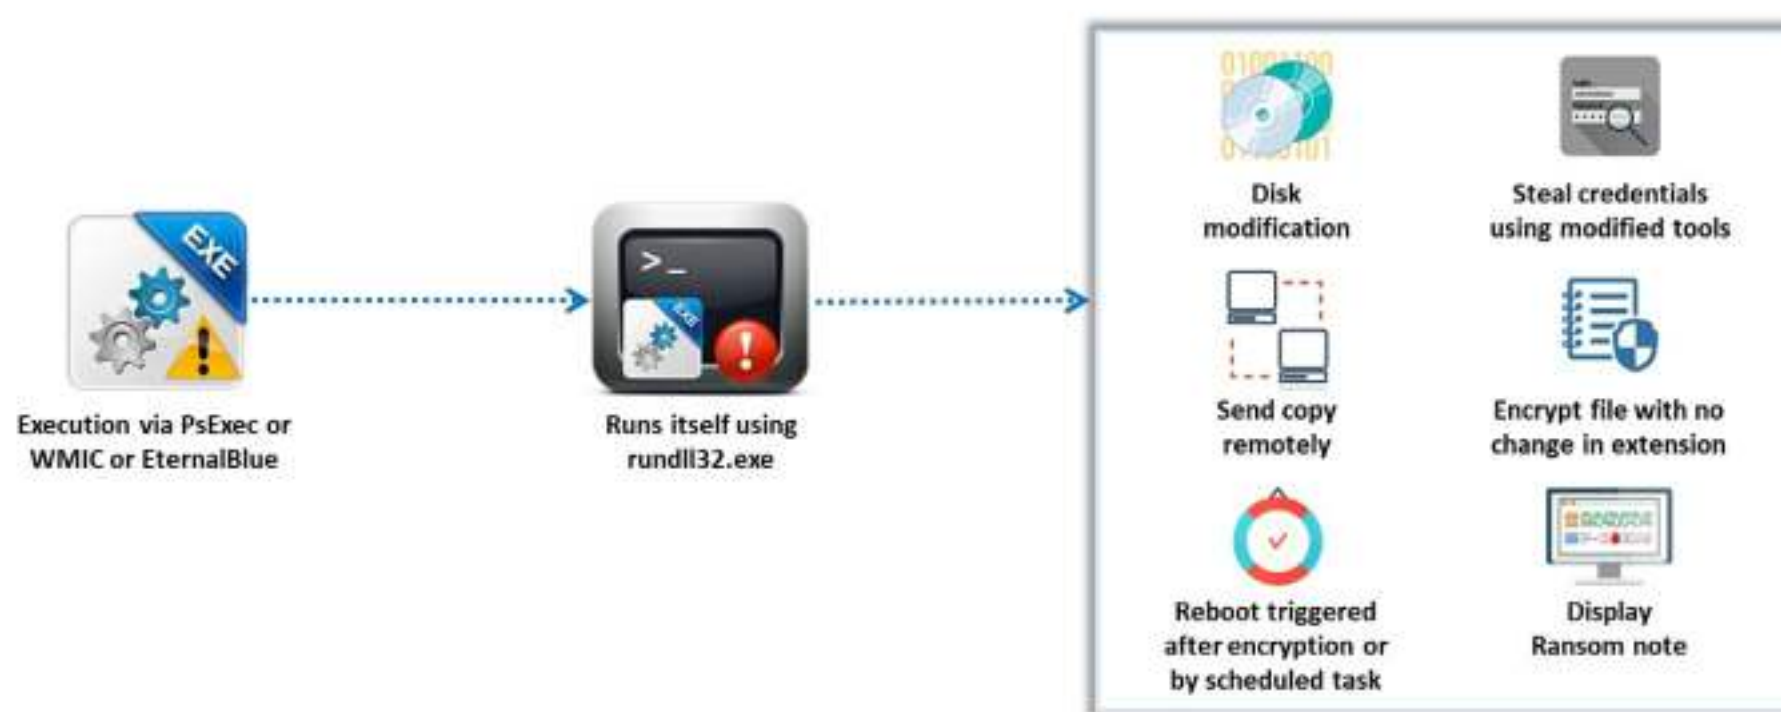 EXE
Execution via PsExec or
WMIC or EternalBlue
>_
EXE
Runs itself using
rundll32.exe
Disk
modification
Steal credentials
using modified tools
Send copy
remotely
Encrypt file with no
change in extension
Reboot triggered
after encryption or
by scheduled task
Display
Ransom note